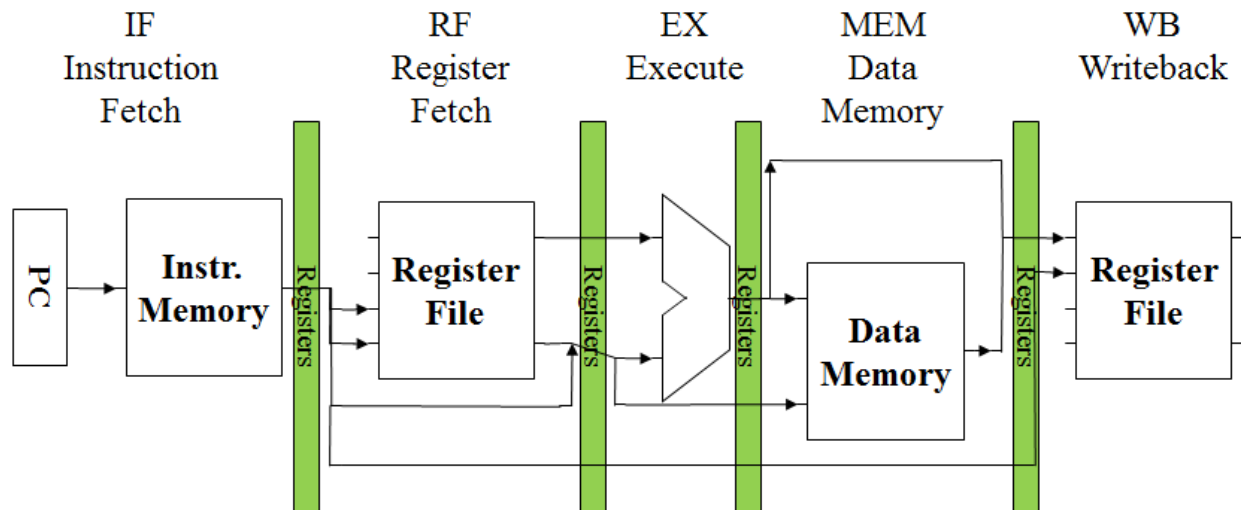 IF
Instruction
Fetch
RF
Register
Fetch
EX
Execute
MEM
Data
Memory
WB
Writeback
PC
Instr.
Memory
Registers
Register
File
Registers
Registers
Data
Memory
Registers
Register
File